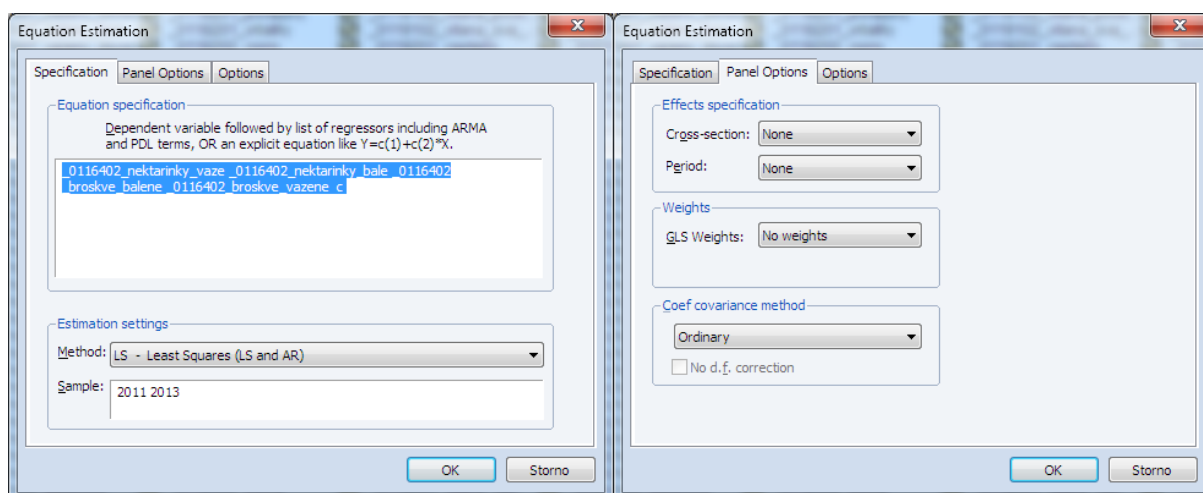 Equation Estimation
Specification Panel Options Options
Equation specification
Dependent variable followed by list of regressors including ARMA
and PDL terms, OR an explicit equation like Y=c(1)+c(2)*X.
_0116402_nektarinky_vaze _0116402_nektarinky_bale _0116402
_broskve_balene _0116402_broskve_vazene c
Estimation settings
Method: LS - Least Squares (LS and AR)
Sample: 2011 2013
OK Storno
Equation Estimation
Specification Panel Options Options
Effects specification
Cross-section: None
Period: None
Weights
GLS Weights: No weights
Coef covariance method
Ordinary
No d.f. correction
OK Storno